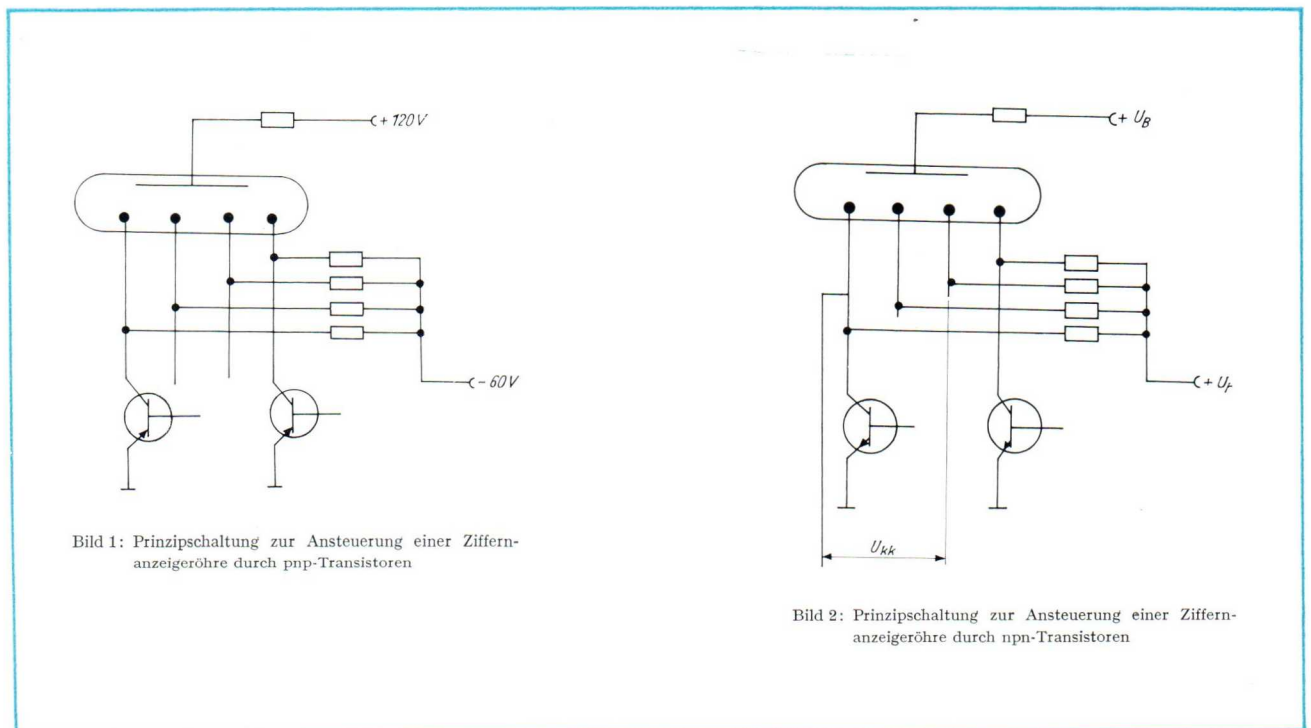 + 120 V
- 60 V
Bild 1: Prinzipschaltung zur Ansteuerung einer Ziffern-
anzeigeröhre durch pnp-Transistoren
+ U_B
+ U_f
U_kk
Bild 2: Prinzipschaltung zur Ansteuerung einer Ziffern-
anzeigeröhre durch npn-Transistoren